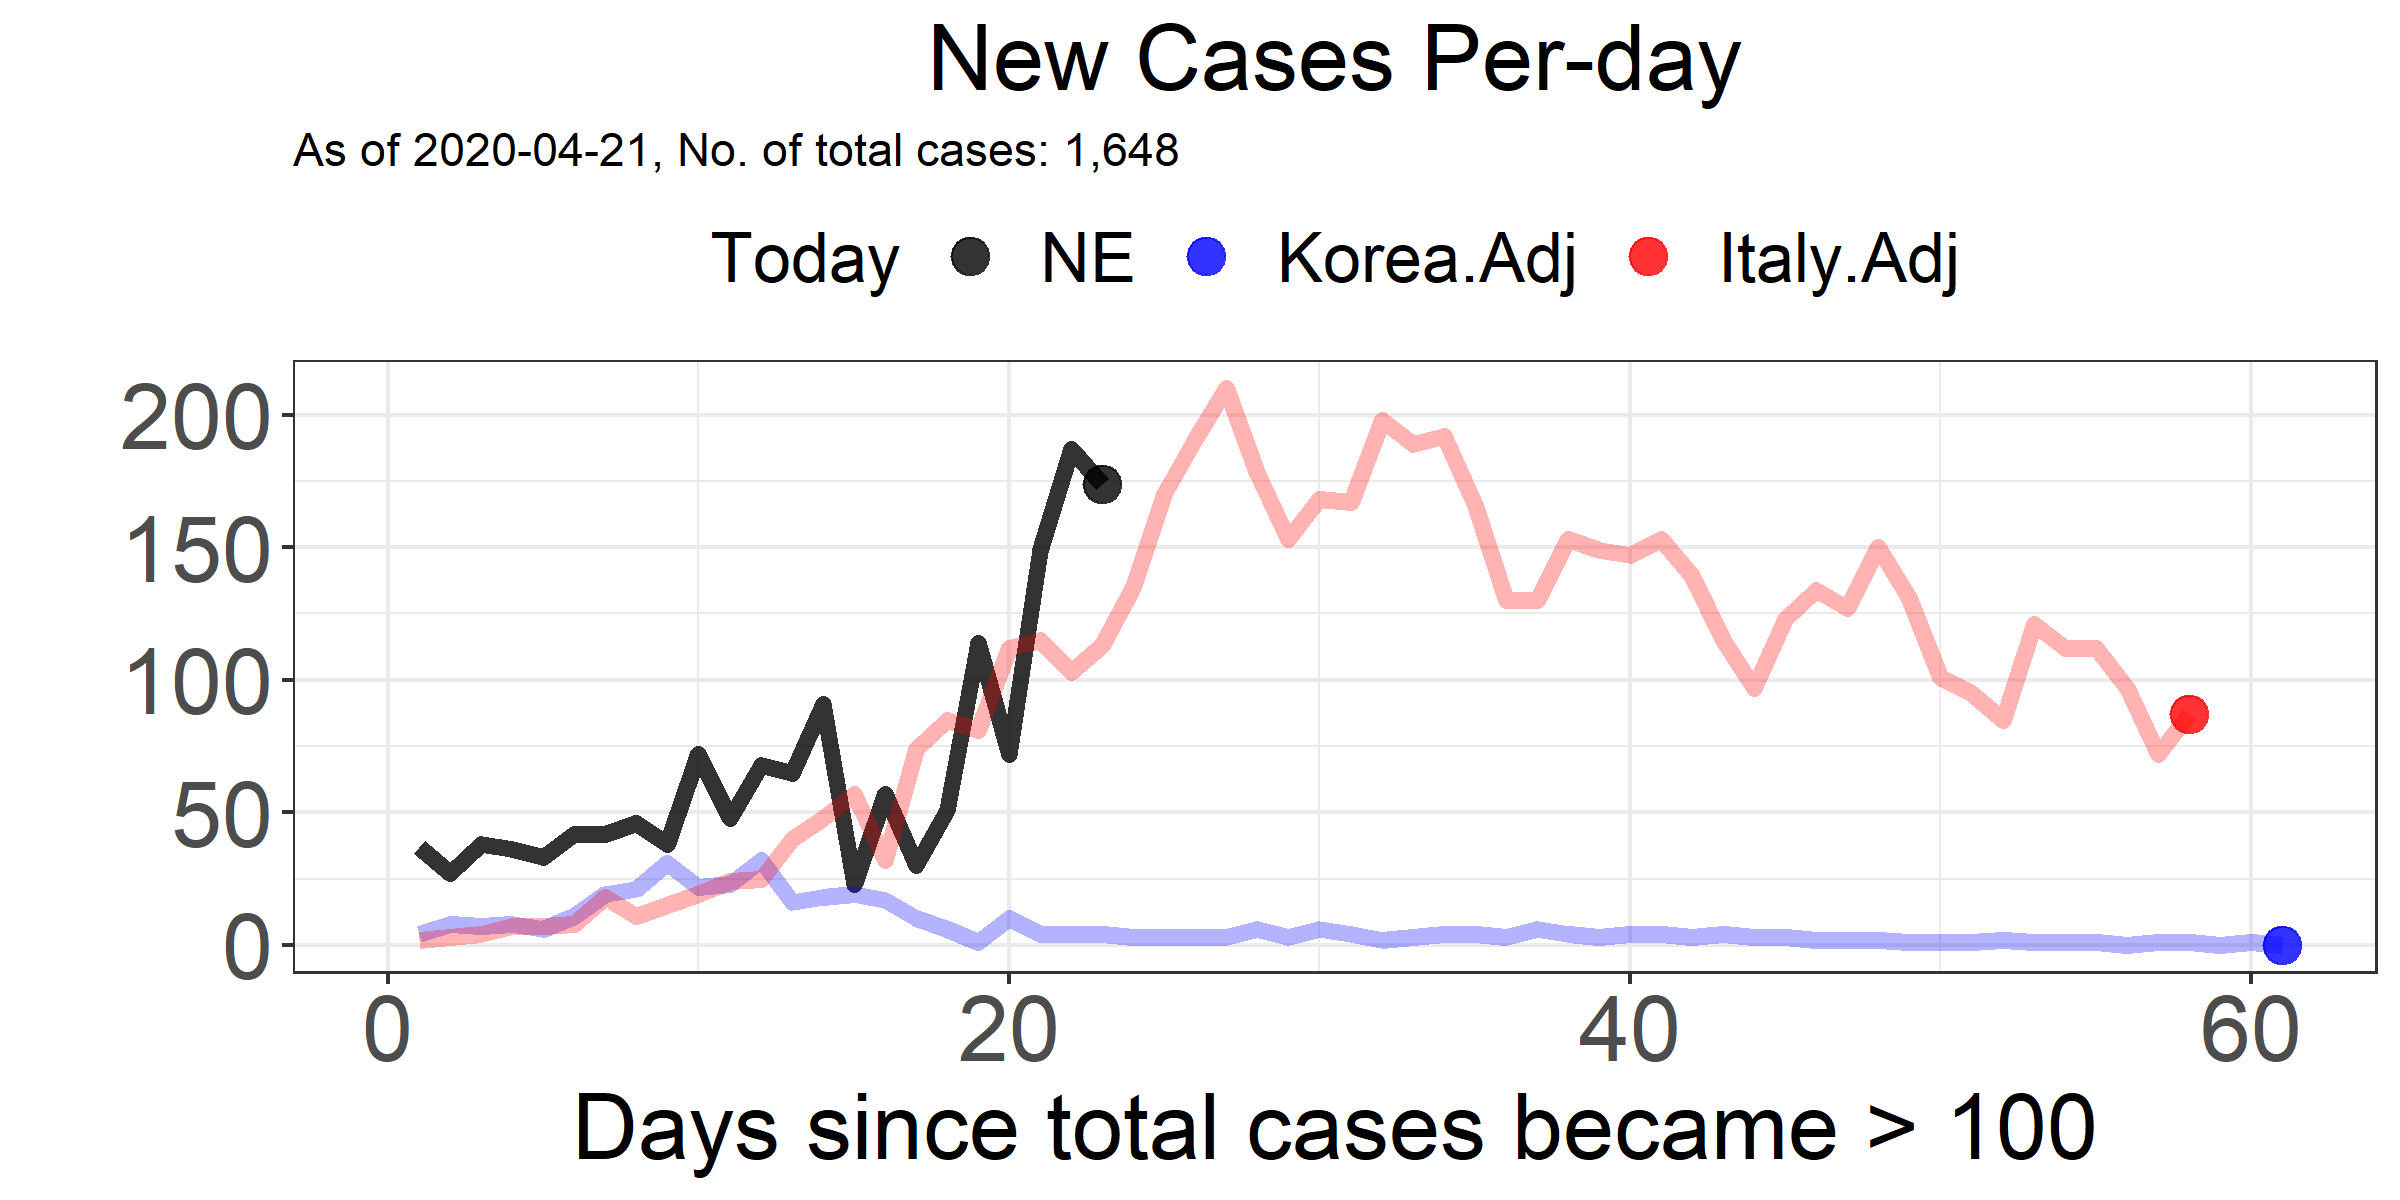 New Cases Per-day
As of 2020-04-21, No. of total cases: 1,648
Today NE Korea.Adj Italy.Adj
200
150
100
50
0
0 20 40 60
Days since total cases became > 100